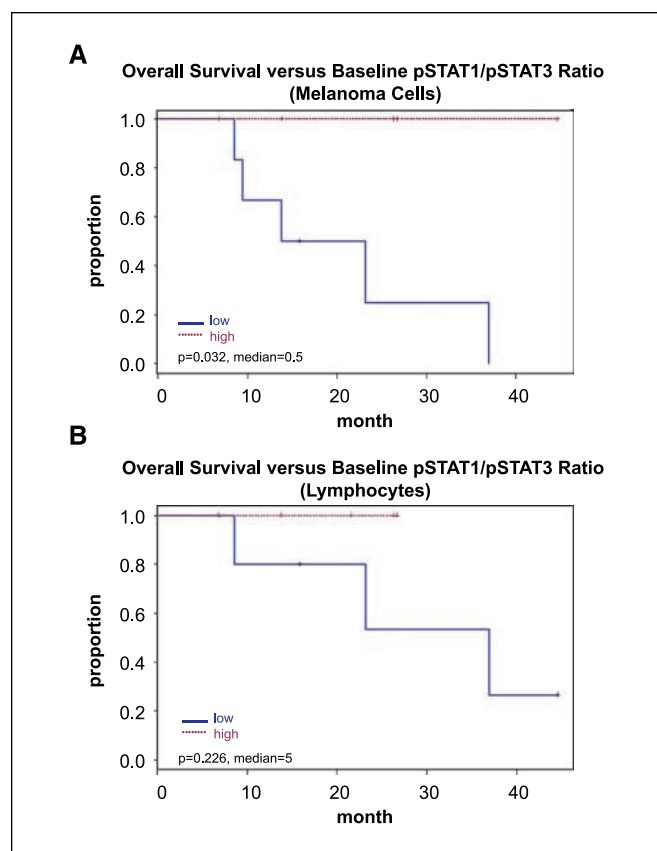 A
Overall Survival versus Baseline pSTAT1/pSTAT3 Ratio
(Melanoma Cells)
1.0
0.8
0.6
0.4
0.2
0.0
proportion
low
high
p=0.032, median=0.5
0 10 20 30 40
month
B
Overall Survival versus Baseline pSTAT1/pSTAT3 Ratio
(Lymphocytes)
1.0
0.8
0.6
0.4
0.2
0.0
proportion
low
high
p=0.226, median=5
0 10 20 30 40
month